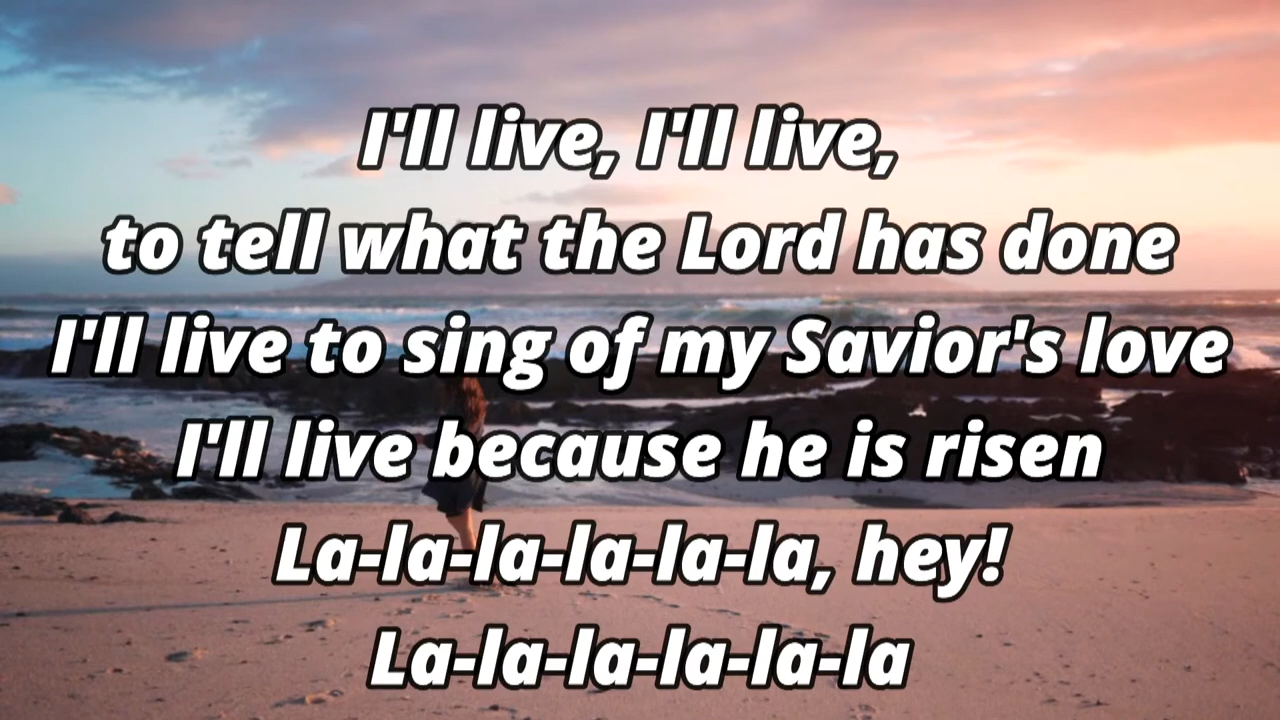 I'll live, I'll live,
to tell what the Lord has done
I'll live to sing of my Savior's love
I'll live because he is risen
La-la-la-la-la-la, hey!
La-la-la-la-la-la